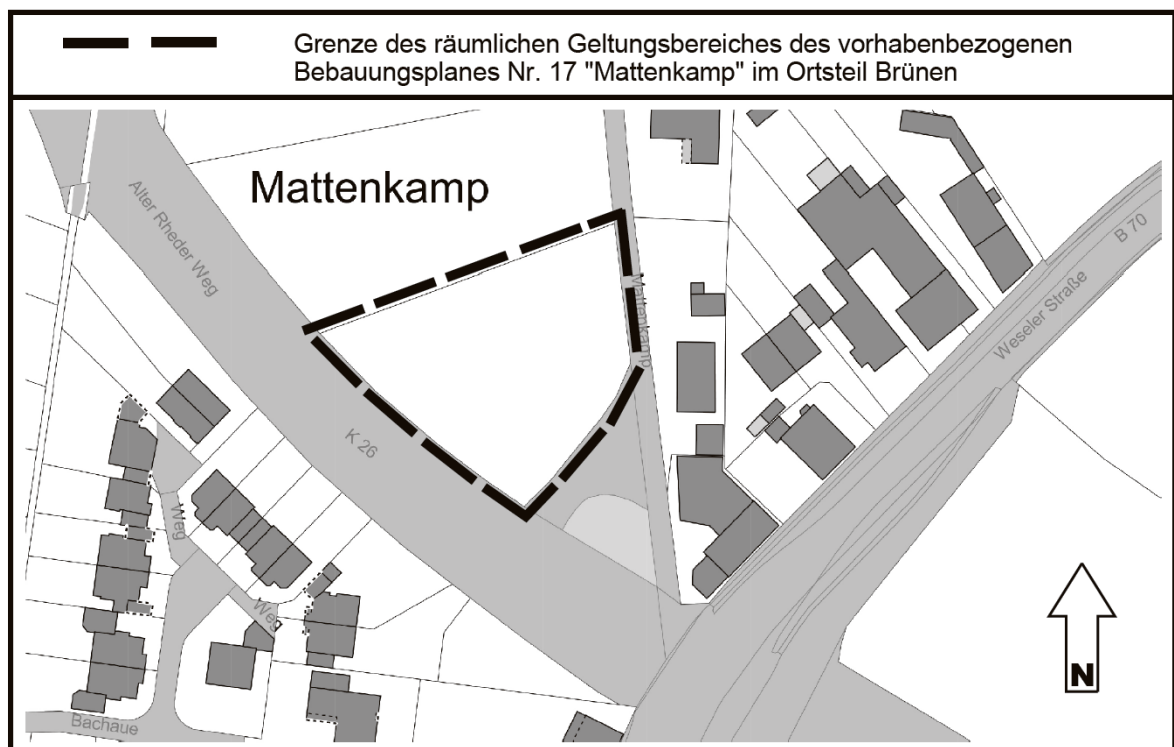 Grenze des räumlichen Geltungsbereiches des vorhabenbezogenen
Bebauungsplanes Nr. 17 "Mattenkamp" im Ortsteil Brünen
Mattenkamp
Alter Rheder Weg
B 70
Weseler Straße
Mattenkamp
K 26
Weg
Weg
N
Bachaue